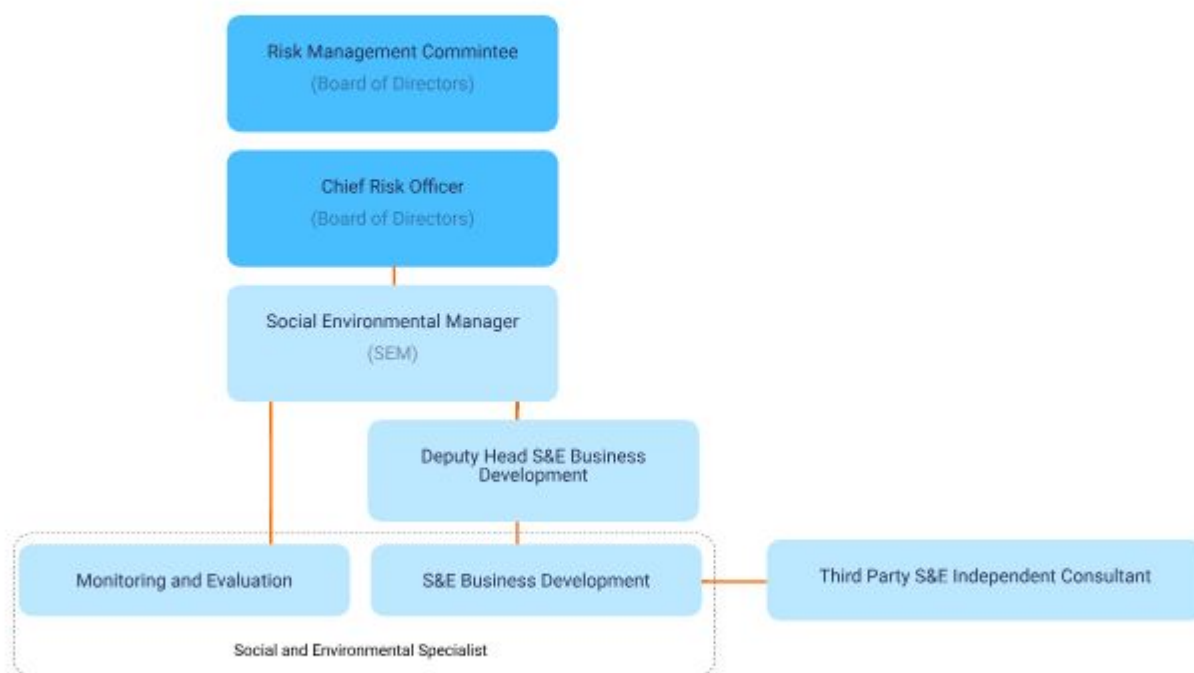 Risk Management Commintee
(Board of Directors)
Chief Risk Officer
(Board of Directors)
Social Environmental Manager
(SEM)
Deputy Head S&E Business
Development
Monitoring and Evaluation
S&E Business Development
Third Party S&E Independent Consultant
Social and Environmental Specialist